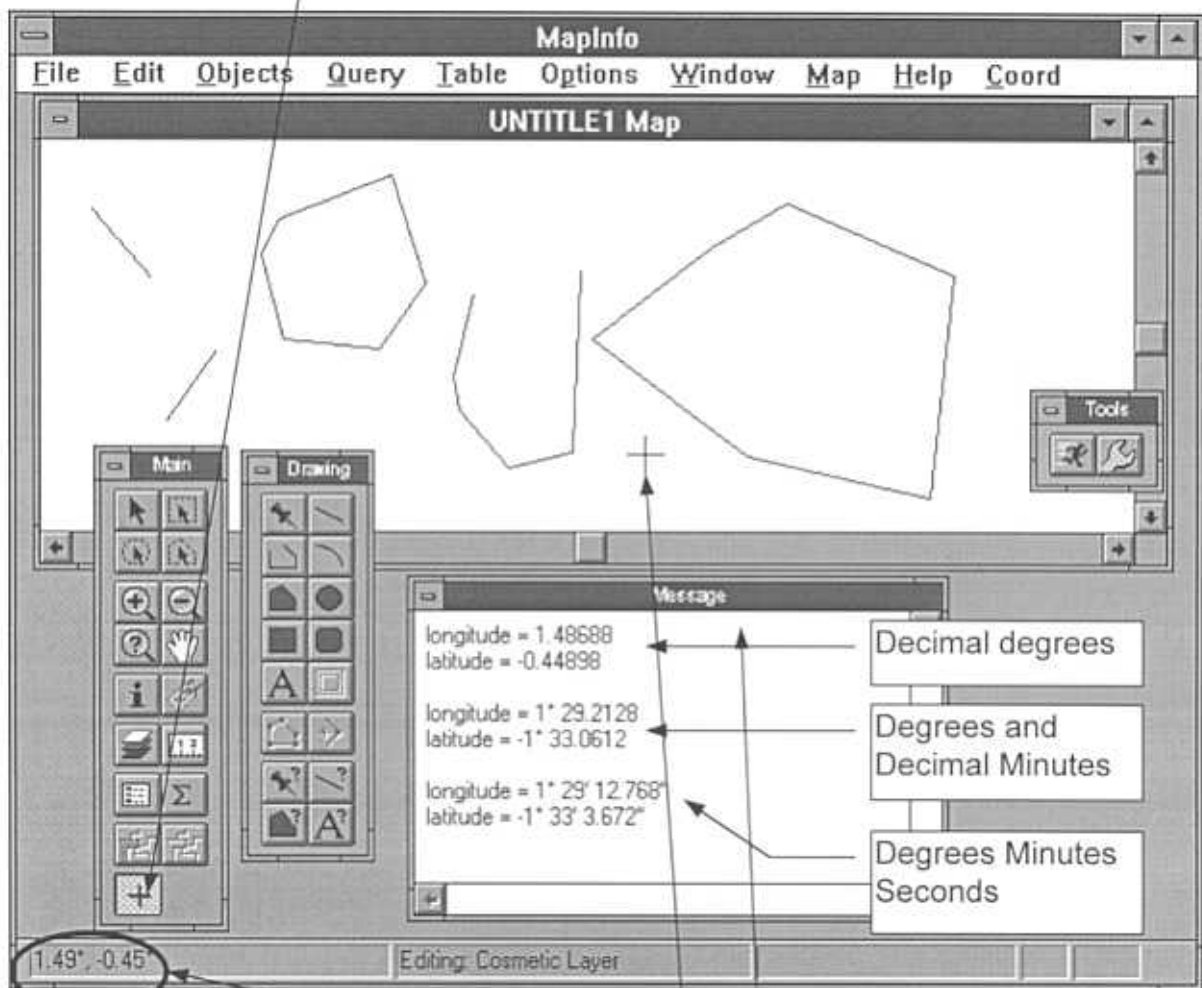 MapInfo
File Edit Objects Query Table Options Window Map Help Coord
UNTITLE1 Map
Tools
Main
Drawing
Message
longitude = 1.48688
latitude = -0.44898
Decimal degrees
longitude = 1° 29.2128
latitude = -1° 33.0612
Degrees and
Decimal Minutes
longitude = 1° 29' 12.768"
latitude = -1° 33' 3.672"
Degrees Minutes
Seconds
1.49°, -0.45°
Editing: Cosmetic Layer